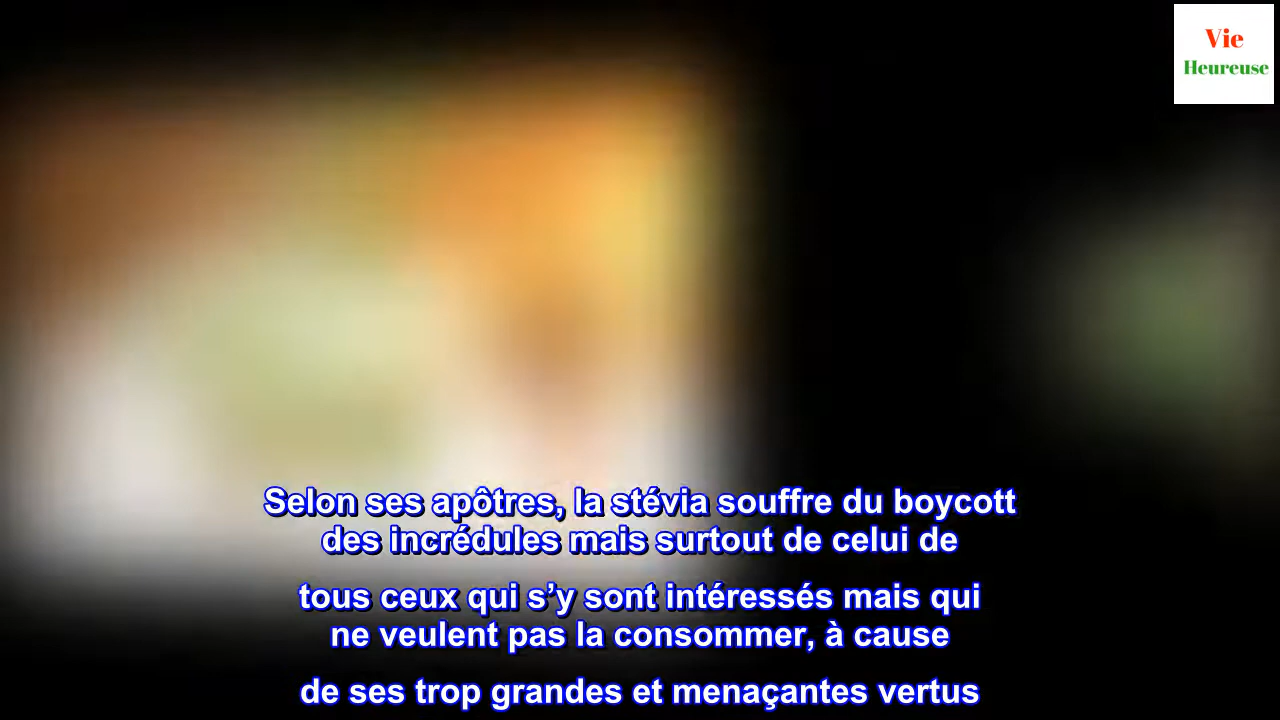 Vie
Heureuse
Selon ses apôtres, la stévia souffre du boycott
des incrédules mais surtout de celui de
tous ceux qui s’y sont intéressés mais qui
ne veulent pas la consommer, à cause
de ses trop grandes et menaçantes vertus